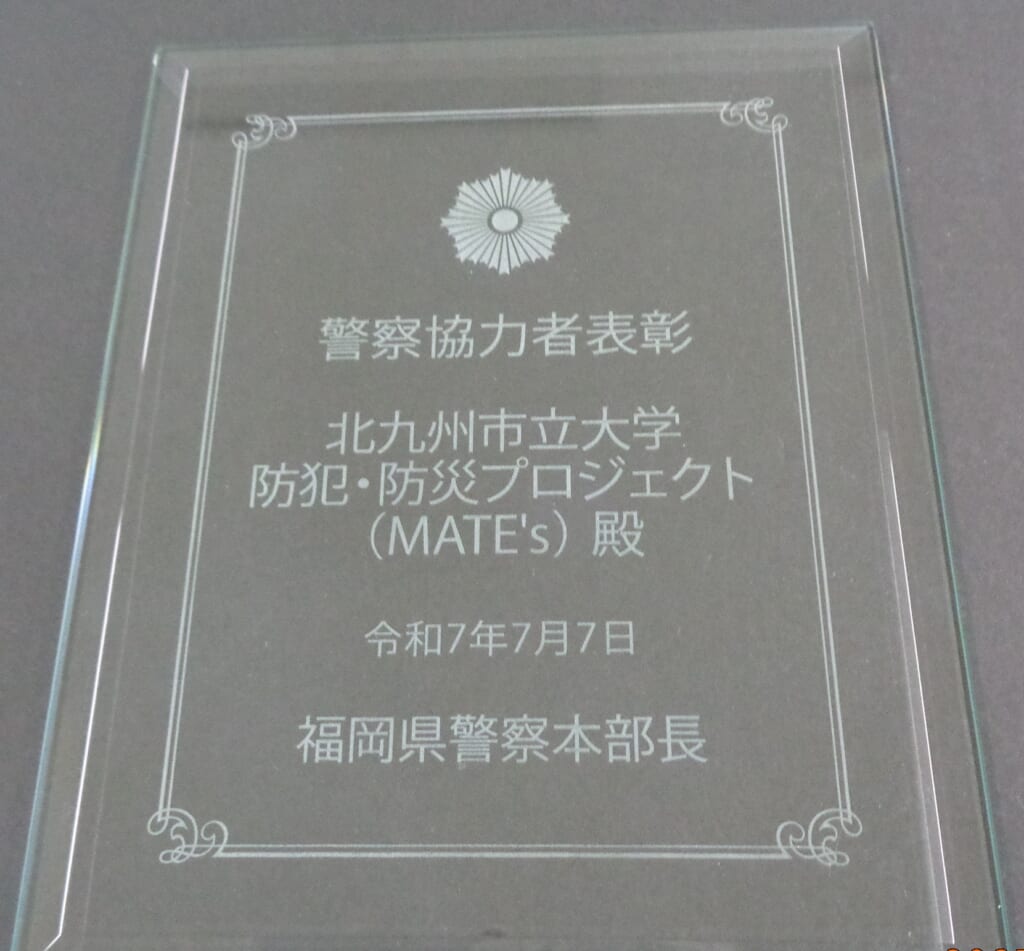 警察協力者表彰
北九州市立大学
防犯・防災プロジェクト
（MATE's）殿
令和7年7月7日
福岡県警察本部長